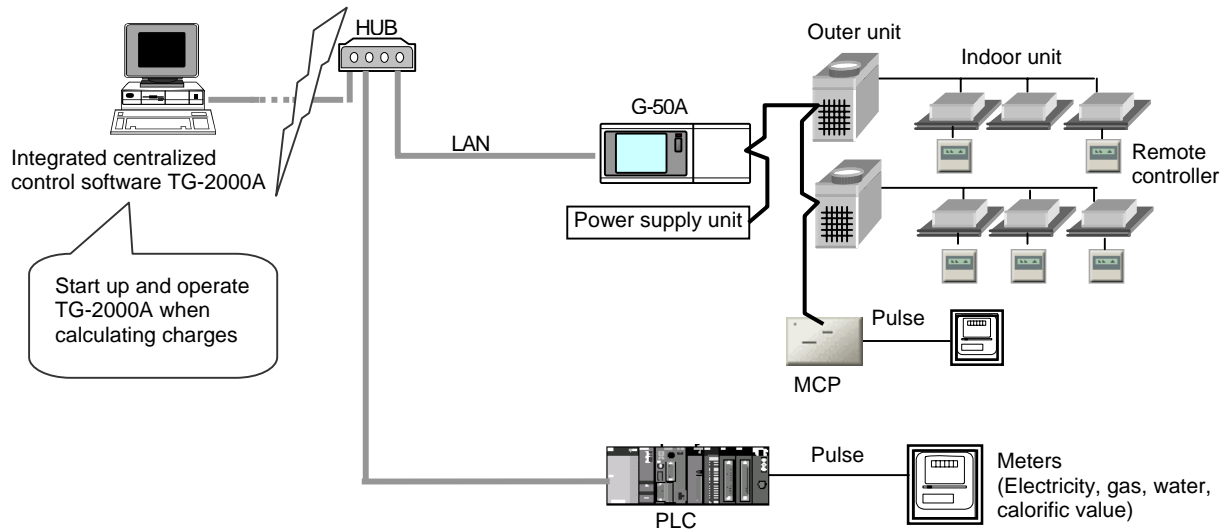 HUB
Outer unit
Indoor unit
G-50A
LAN
Integrated centralized
control software TG-2000A
Remote
controller
Power supply unit
Start up and operate
TG-2000A when
calculating charges
Pulse
MCP
Pulse
Meters
(Electricity, gas, water,
calorific value)
PLC